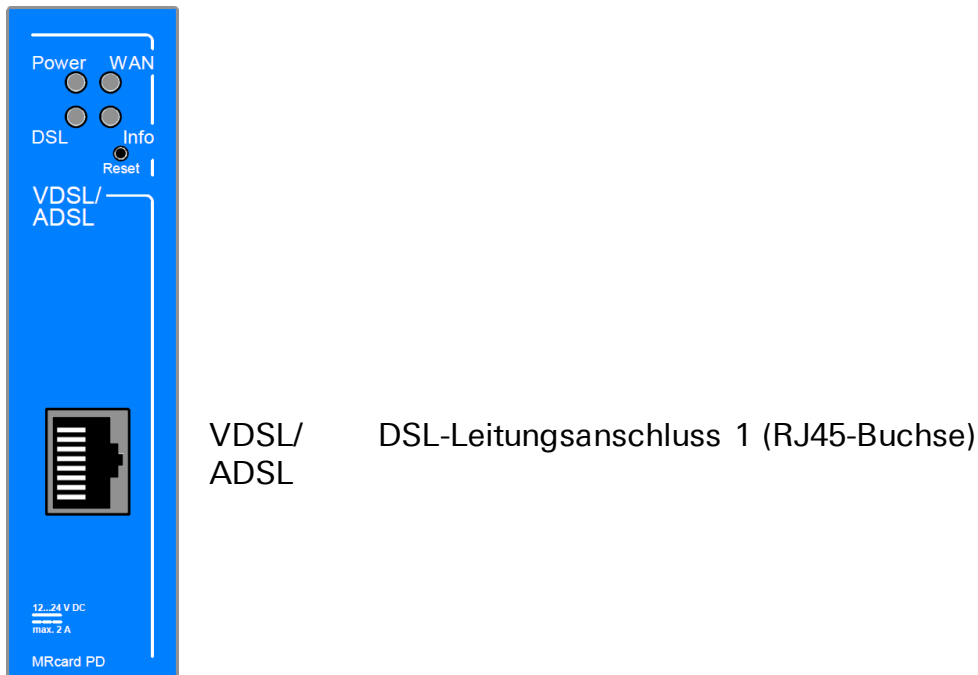 Power WAN
DSL Info
Reset
VDSL/
ADSL
VDSL/ DSL-Leitungsanschluss 1 (RJ45-Buchse)
ADSL
12...24 V DC
max. 2 A
MRcard PD